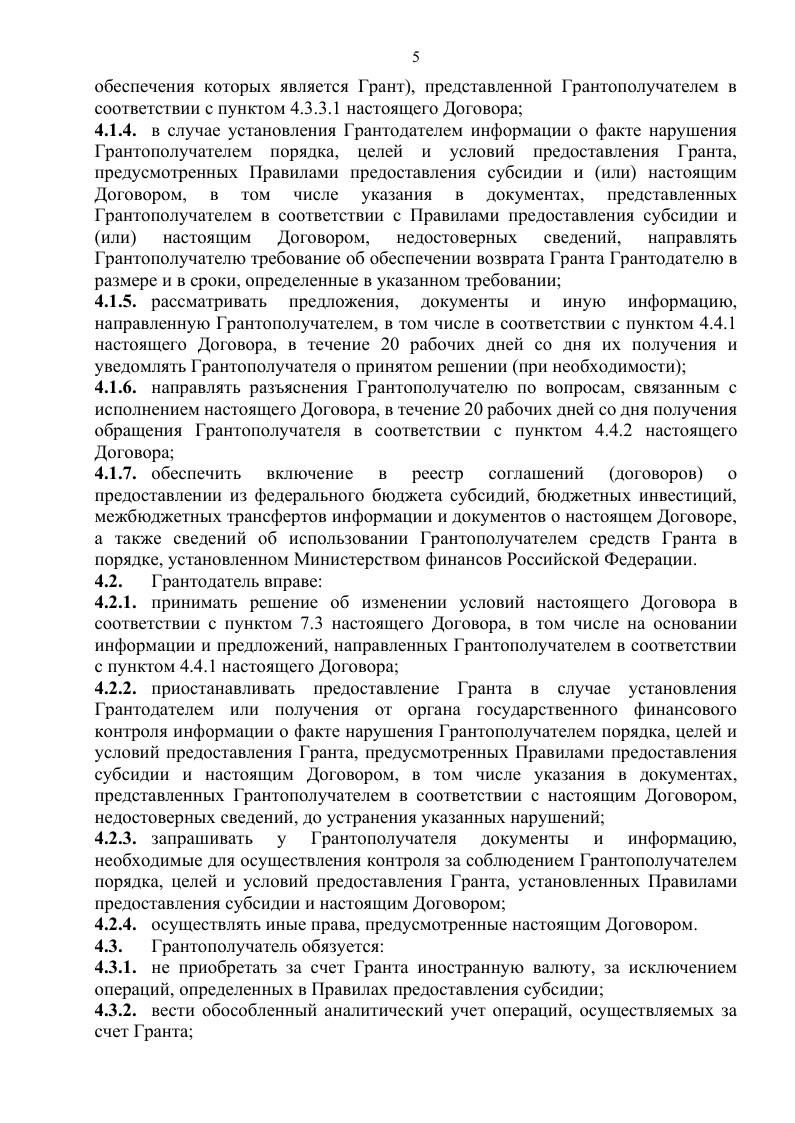 5
обеспечения которых является Грант), представленной Грантополучателем в
соответствии с пунктом 4.3.3.1 настоящего Договора;
4.1.4. в случае установления Грантодателем информации о факте нарушения
Грантополучателем порядка, целей и условий предоставления Гранта,
предусмотренных Правилами предоставления субсидии и (или) настоящим
Договором, в том числе указания в документах, представленных
Грантополучателем в соответствии с Правилами предоставления субсидии и
(или) настоящим Договором, недостоверных сведений, направлять
Грантополучателю требование об обеспечении возврата Гранта Грантодателю в
размере и в сроки, определенные в указанном требовании;
4.1.5. рассматривать предложения, документы и иную информацию,
направленную Грантополучателем, в том числе в соответствии с пунктом 4.4.1
настоящего Договора, в течение 20 рабочих дней со дня их получения и
уведомлять Грантополучателя о принятом решении (при необходимости);
4.1.6. направлять разъяснения Грантополучателю по вопросам, связанным с
исполнением настоящего Договора, в течение 20 рабочих дней со дня получения
обращения Грантополучателя в соответствии с пунктом 4.4.2 настоящего
Договора;
4.1.7. обеспечить включение в реестр соглашений (договоров) о
предоставлении из федерального бюджета субсидий, бюджетных инвестиций,
межбюджетных трансфертов информации и документов о настоящем Договоре,
а также сведений об использовании Грантополучателем средств Гранта в
порядке, установленном Министерством финансов Российской Федерации.
4.2. Грантодатель вправе:
4.2.1. принимать решение об изменении условий настоящего Договора в
соответствии с пунктом 7.3 настоящего Договора, в том числе на основании
информации и предложений, направленных Грантополучателем в соответствии
с пунктом 4.4.1 настоящего Договора;
4.2.2. приостанавливать предоставление Гранта в случае установления
Грантодателем или получения от органа государственного финансового
контроля информации о факте нарушения Грантополучателем порядка, целей и
условий предоставления Гранта, предусмотренных Правилами предоставления
субсидии и настоящим Договором, в том числе указания в документах,
представленных Грантополучателем в соответствии с настоящим Договором,
недостоверных сведений, до устранения указанных нарушений;
4.2.3. запрашивать у Грантополучателя документы и информацию,
необходимые для осуществления контроля за соблюдением Грантополучателем
порядка, целей и условий предоставления Гранта, установленных Правилами
предоставления субсидии и настоящим Договором;
4.2.4. осуществлять иные права, предусмотренные настоящим Договором.
4.3. Грантополучатель обязуется:
4.3.1. не приобретать за счет Гранта иностранную валюту, за исключением
операций, определенных в Правилах предоставления субсидии;
4.3.2. вести обособленный аналитический учет операций, осуществляемых за
счет Гранта;